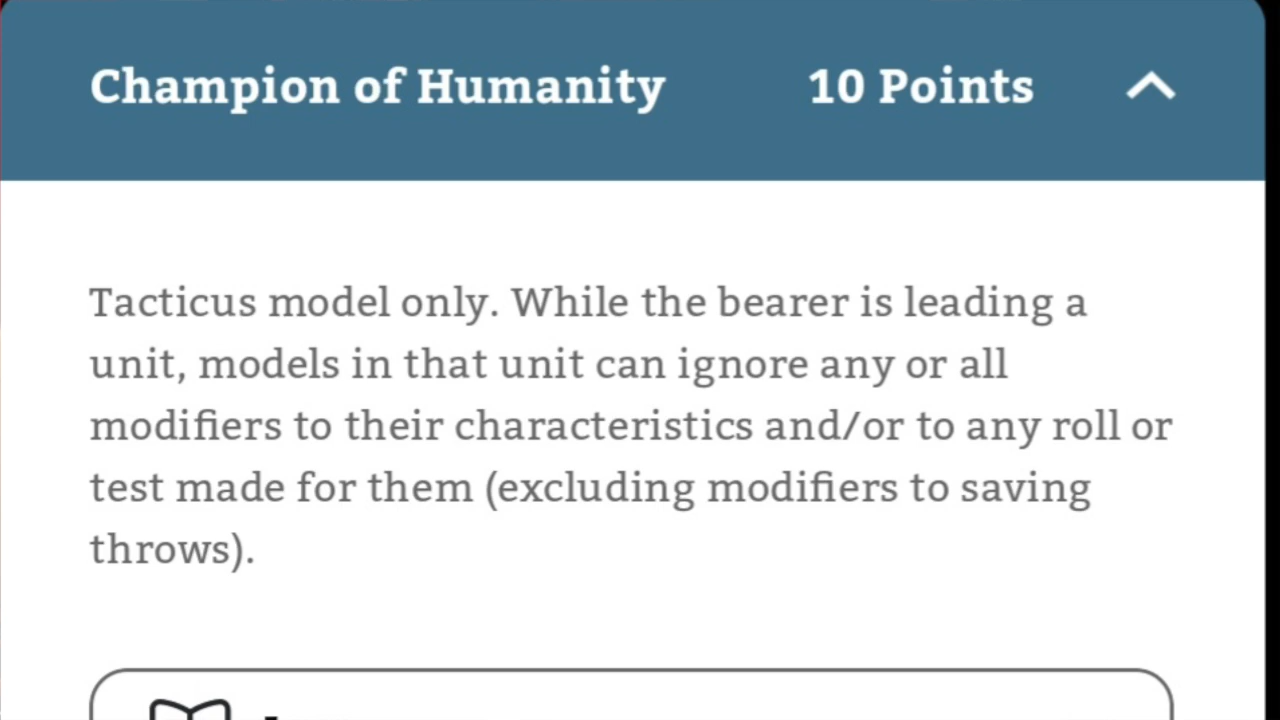 Champion of Humanity 10 Points
Tacticus model only. While the bearer is leading a
unit, models in that unit can ignore any or all
modifiers to their characteristics and/or to any roll or
test made for them (excluding modifiers to saving
throws).